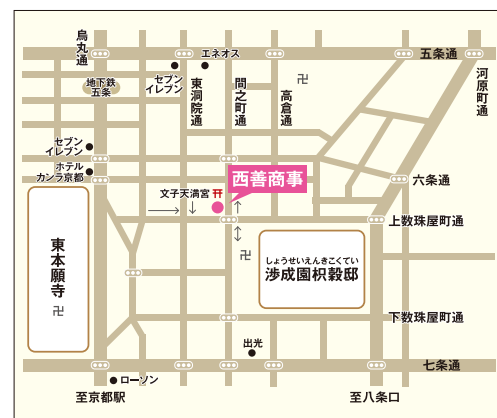 烏丸通
エネオス
五条通
セブン
イレブン
地下鉄
五条
東洞院通
間之町通
高倉通
河原町通
セブン
イレブン
ホテル
カンラ京都
文子天満宮
西善商事
六条通
上数珠屋町通
東本願寺
しょうせいえんきこくてい
渉成園枳穀邸
下数珠屋町通
出光
七条通
ローソン
至京都駅
至八条口